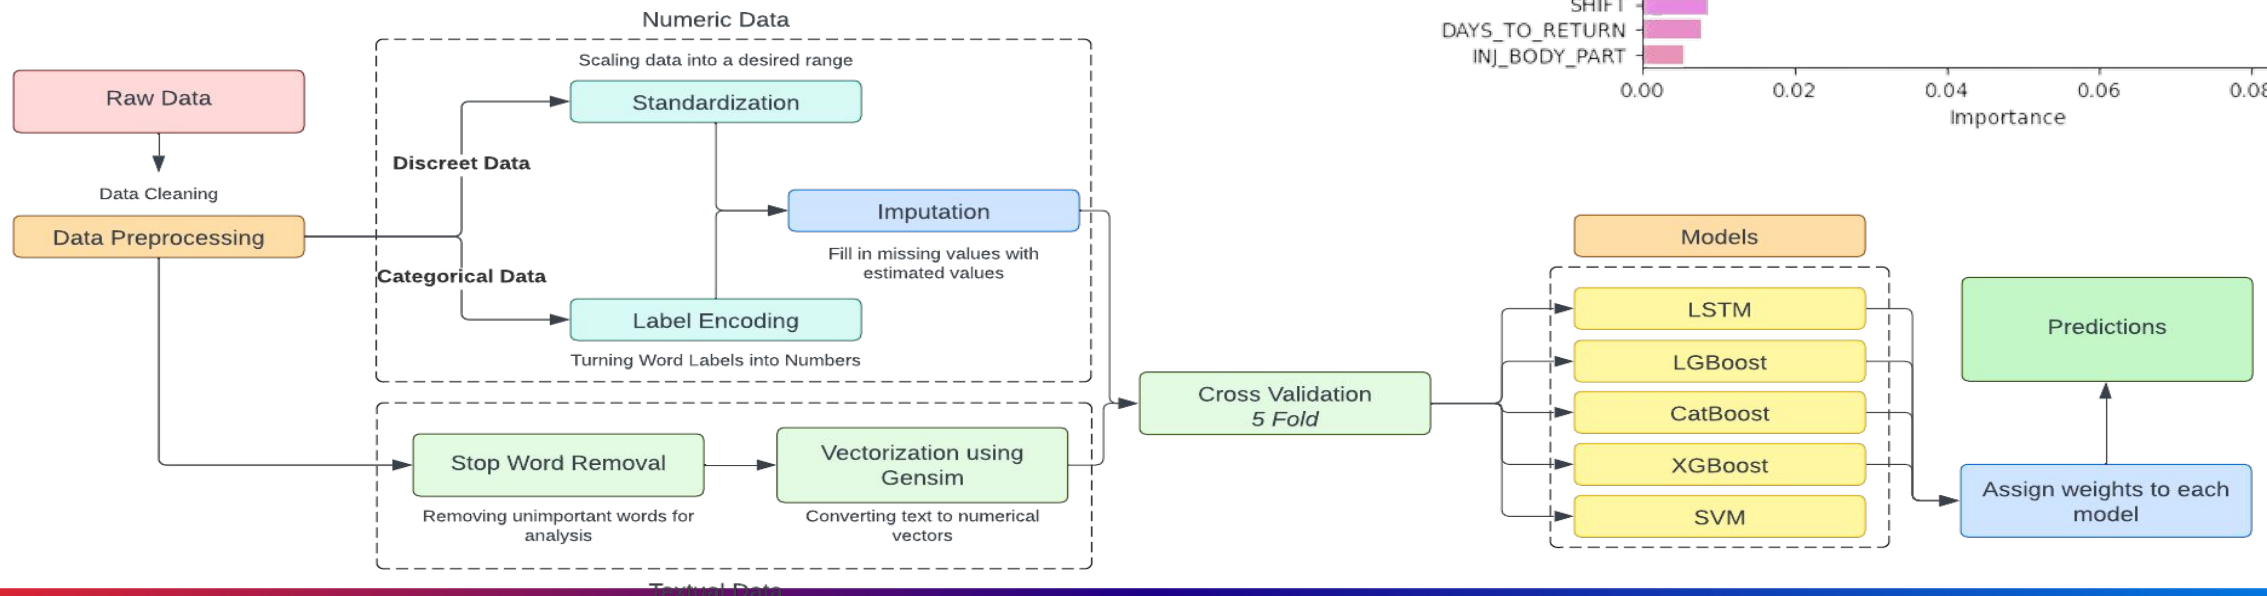 Numeric Data
Scaling data into a desired range
Raw Data
Standardization
Discreet Data
Data Cleaning
Imputation
Data Preprocessing
Fill in missing values with
estimated values
Categorical Data
Label Encoding
Turning Word Labels into Numbers
Stop Word Removal
Removing unimportant words for
analysis
Vectorization using
Gensim
Converting text to numerical
vectors
Textual Data
Cross Validation
5 Fold
Models
LSTM
LGBoost
CatBoost
XGBoost
SVM
Assign weights to each
model
Predictions
SHIFT
DAYS_TO_RETURN
INJ_BODY_PART
0.00 0.02 0.04 0.06 0.08
Importance